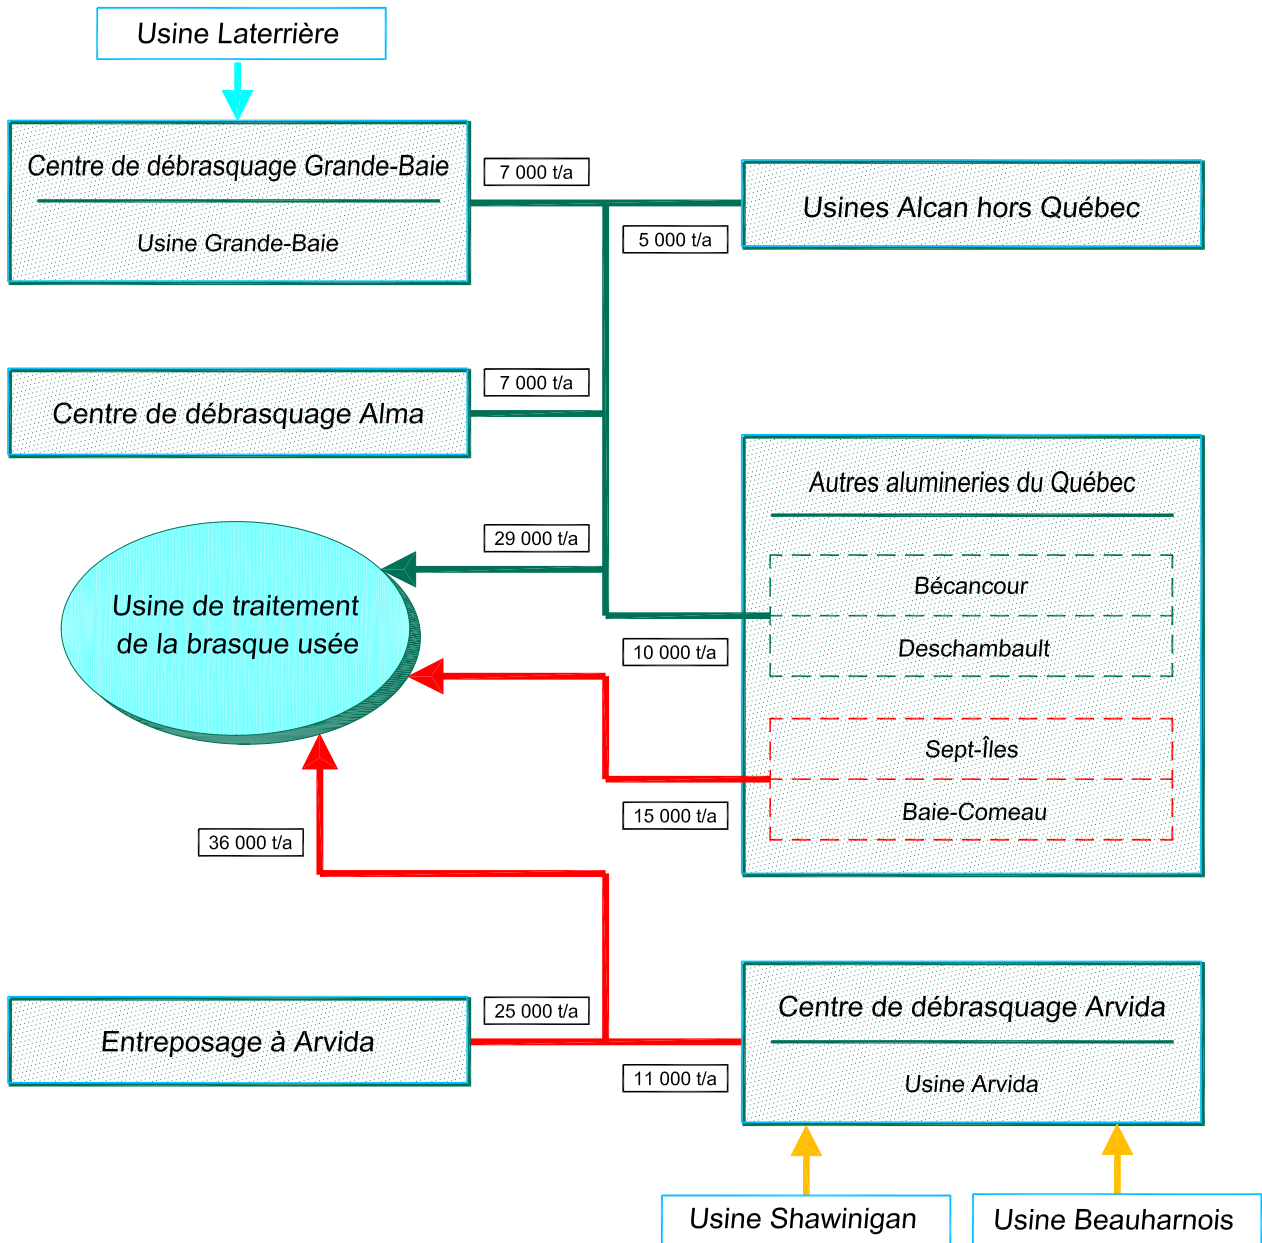 Usine Laterrière
Centre de débrasquage Grande-Baie
Usine Grande-Baie
7 000 t/a
Usines Alcan hors Québec
5 000 t/a
Centre de débrasquage Alma
7 000 t/a
Autres alumineries du Québec
Bécancour
Deschambault
Sept-Îles
Baie-Comeau
29 000 t/a
Usine de traitement
de la brasque usée
10 000 t/a
15 000 t/a
36 000 t/a
Entreposage à Arvida
25 000 t/a
11 000 t/a
Centre de débrasquage Arvida
Usine Arvida
Usine Shawinigan
Usine Beauharnois